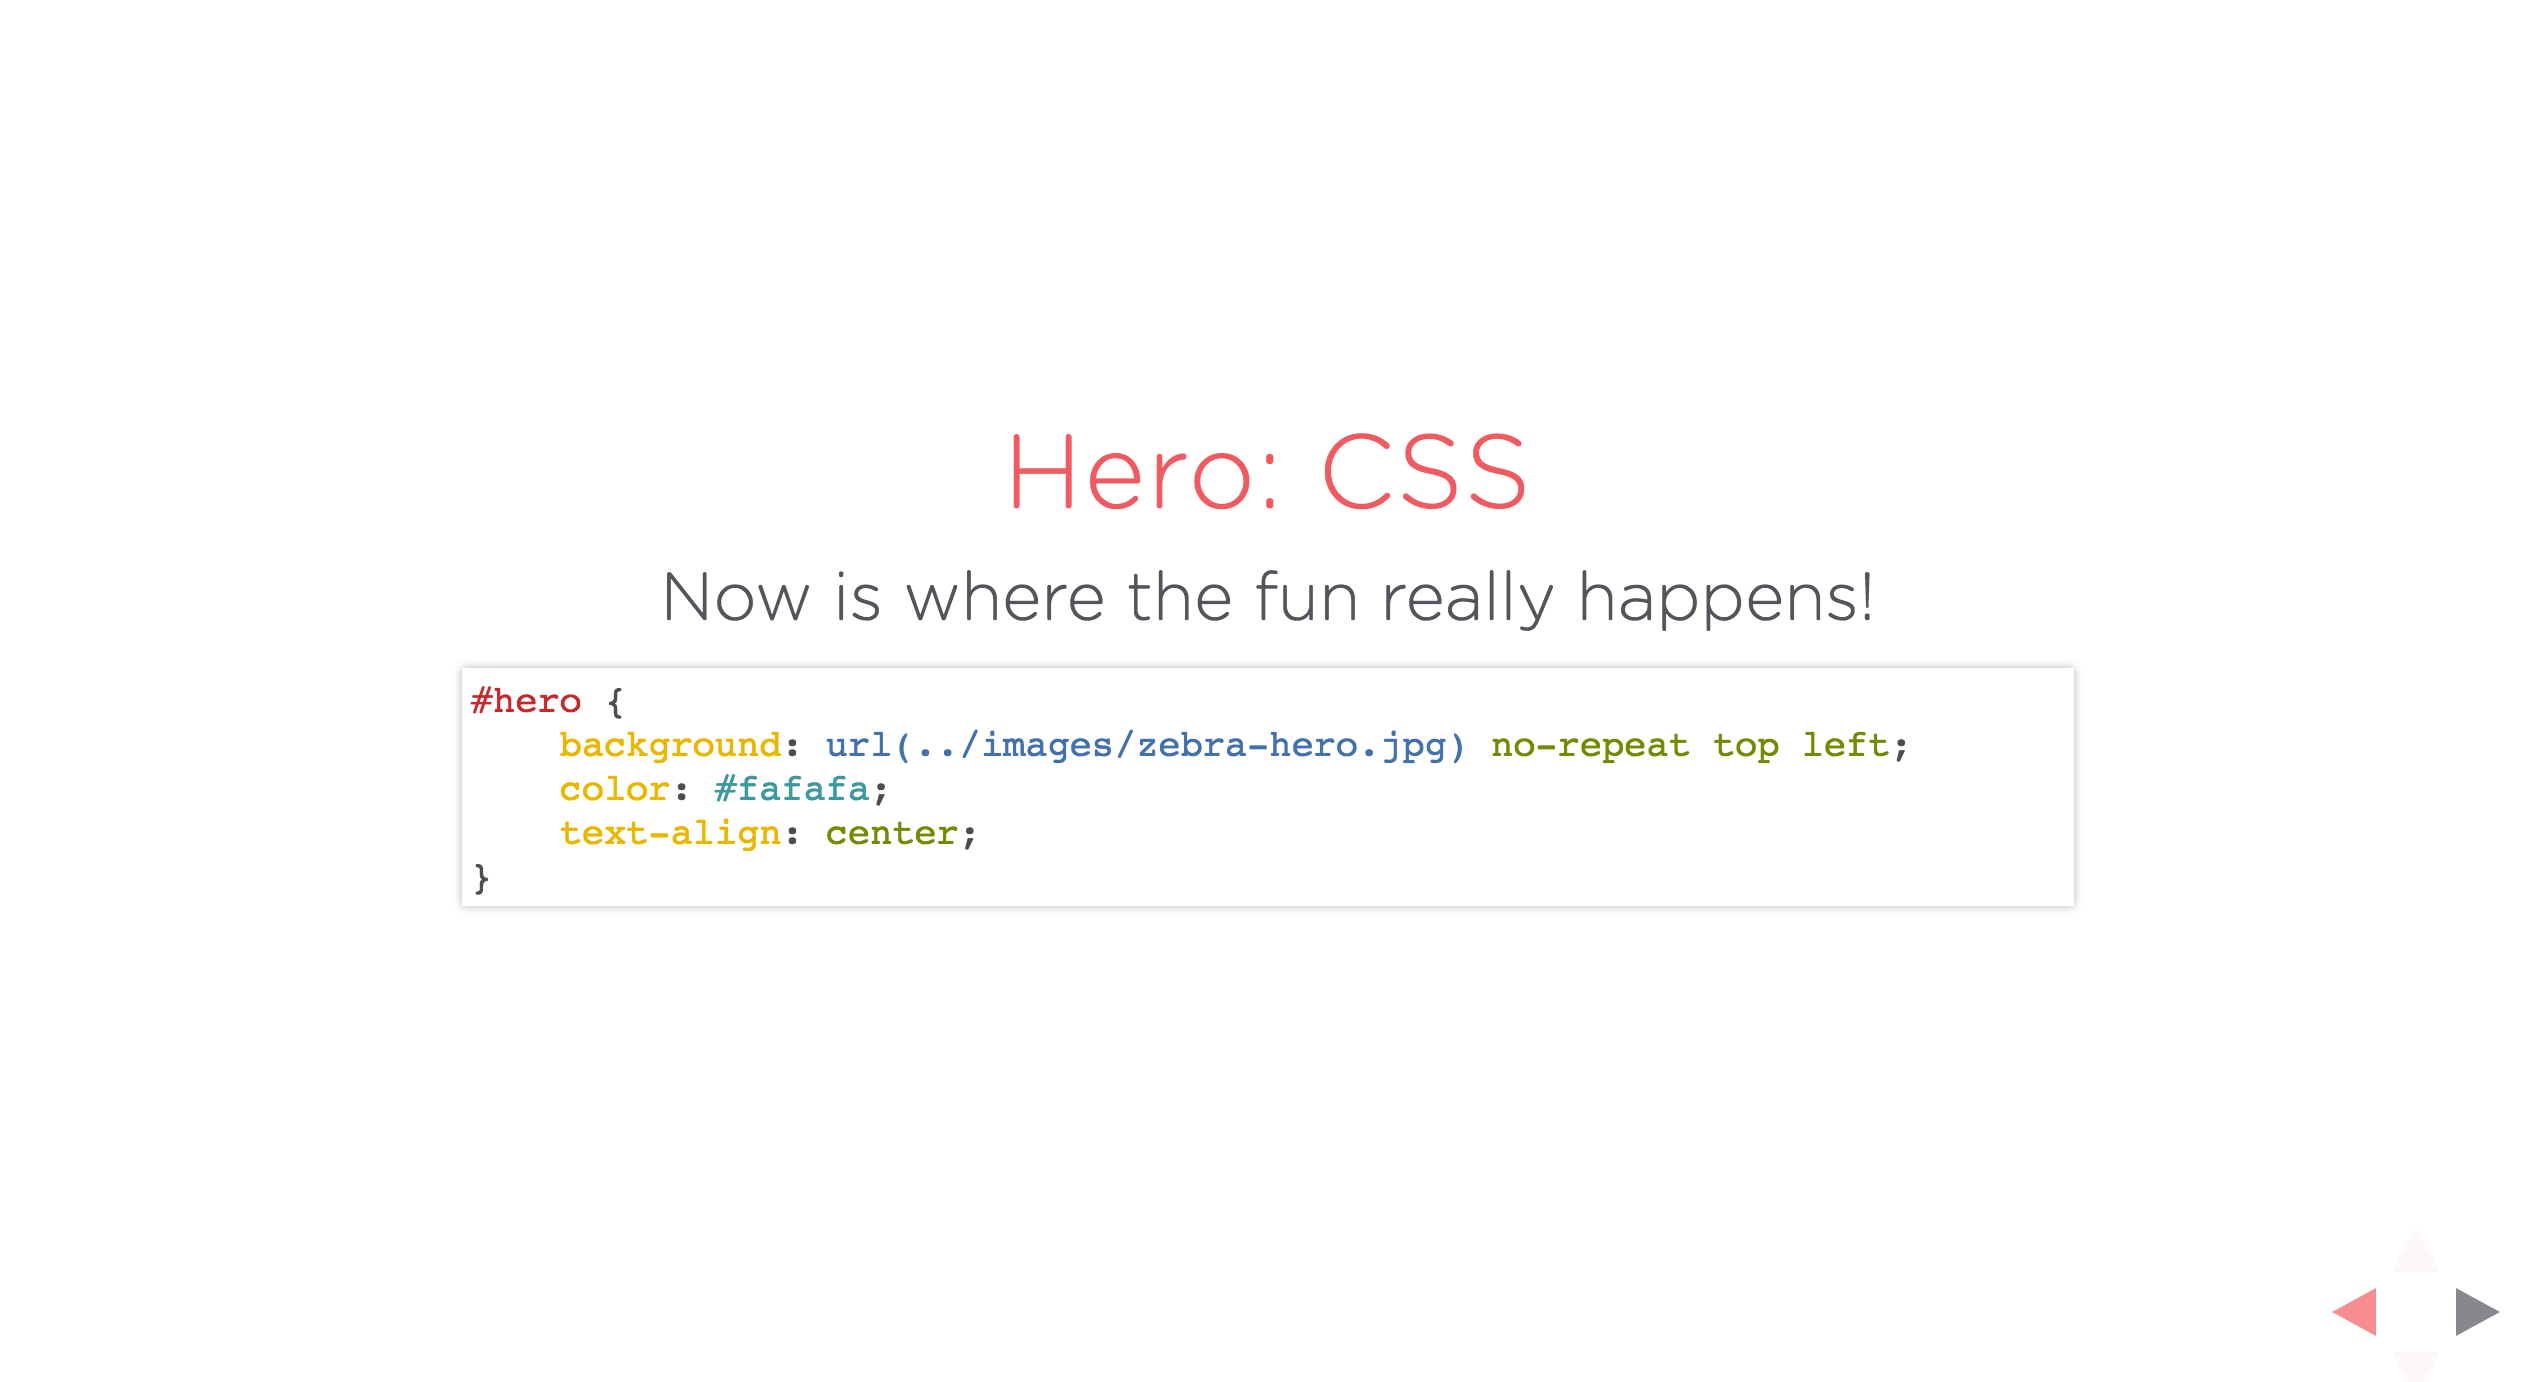 Hero: CSS
Now is where the fun really happens!
#hero {
    background: url(../images/zebra-hero.jpg) no-repeat top left;
    color: #fafafa;
    text-align: center;
}